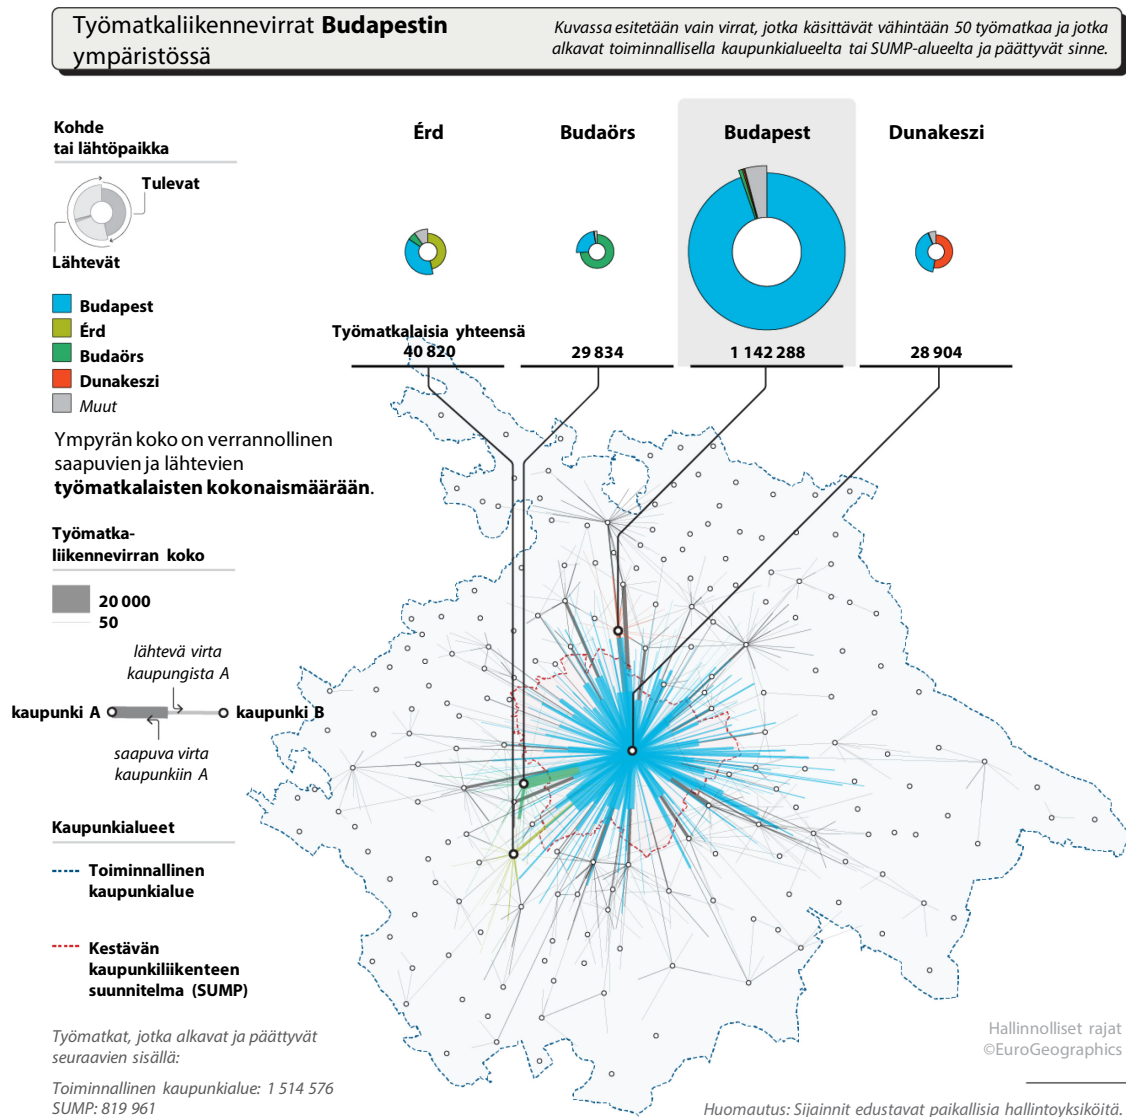 Työmatkaliikennevirrat Budapestin
ympäristössä
Kuvassa esitetään vain virrat, jotka käsittävät vähintään 50 työmatkaa ja jotka
alkavat toiminnallisella kaupunkialueelta tai SUMP-alueelta ja päättyvät sinne.
Kohde
tai lähtöpaikka
Tulevat
Lähtevät
Budapest
Érd
Budaörs
Dunakeszi
Muut
Érd
Budaörs
Budapest
Dunakeszi
Työmatkalaisia yhteensä
40 820
29 834
1 142 288
28 904
Ympyrän koko on verrannollinen
saapuvien ja lähtevien
työmatkalaisten kokonaismäärään.
Työmatka-
liikennevirran koko
20 000
50
lähtevä virta
kaupungista A
kaupunki A
kaupunki B
saapuva virta
kaupunkiin A
Kaupunkialueet
Toiminnallinen
kaupunkialue
Kestävän
kaupunkiliikenteen
suunnitelma (SUMP)
Työmatkat, jotka alkavat ja päättyvät
seuraavien sisällä:
Toiminnallinen kaupunkialue: 1 514 576
SUMP: 819 961
Hallinnolliset rajat
©EuroGeographics
Huomautus: Sijainnit edustavat paikallisia hallintoyksiköitä.